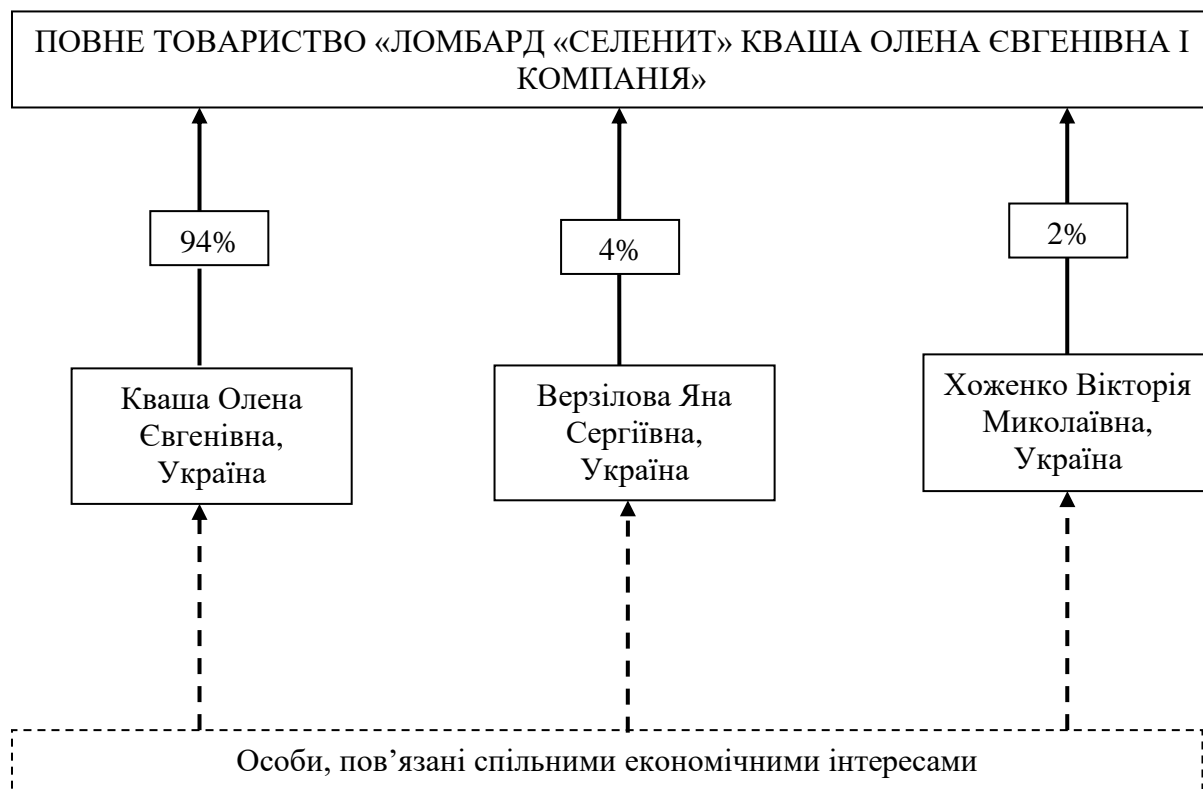 ПОВНЕ ТОВАРИСТВО «ЛОМБАРД «СЕЛЕНИТ» КВАША ОЛЕНА ЄВГЕНІВНА І
КОМПАНІЯ»
94%
4%
2%
Кваша Олена
Євгенівна,
Україна
Верзілова Яна
Сергіївна,
Україна
Хоженко Вікторія
Миколаївна,
Україна
Особи, пов’язані спільними економічними інтересами